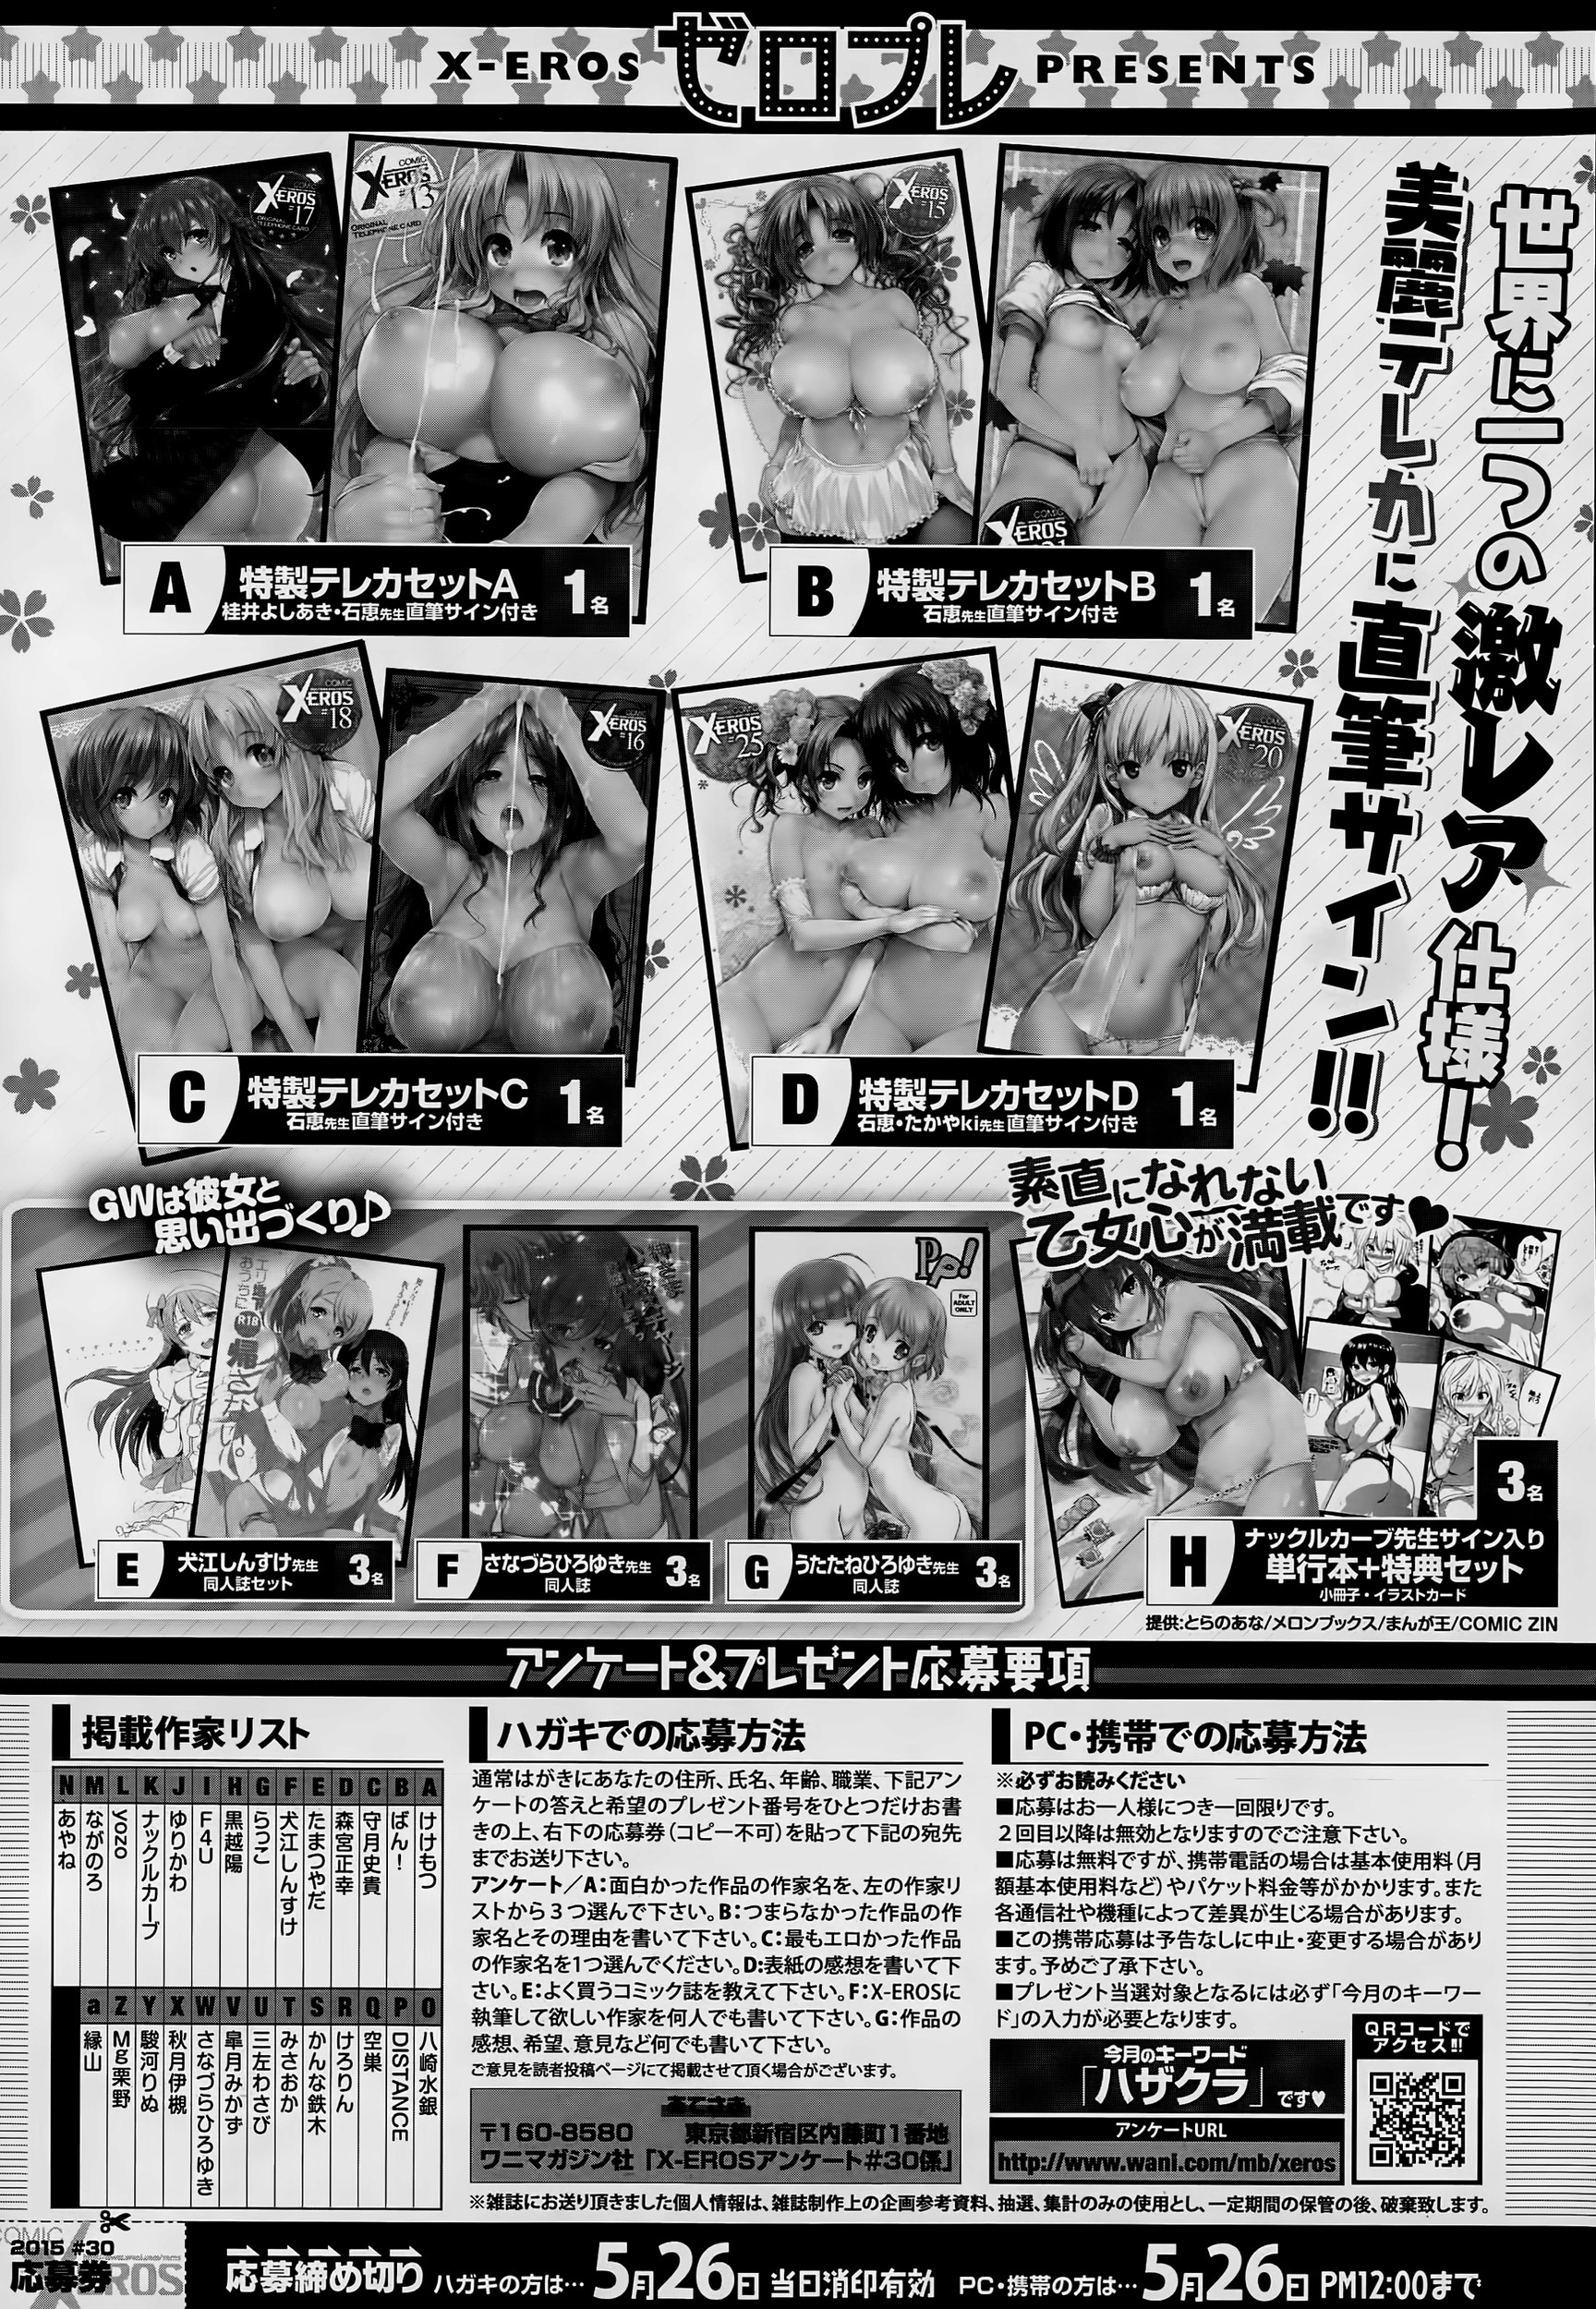 X-EROS ゼロプレ PRESENTS
世界に一つの激レア仕様!
美麗テレカに直筆サイン!!
COMIC X-EROS #17 ORIGINAL TELEPHONE CARD
COMIC X-EROS #13 ORIGINAL TELEPHONE CARD
X-EROS #15
COMIC X-EROS
A 特製テレカセットA 1名
桂井よしあき・石恵先生直筆サイン付き
B 特製テレカセットB 1名
石恵先生直筆サイン付き
COMIC X-EROS #18
COMIC X-EROS #16
X-EROS #25
COMIC X-EROS #20
C 特製テレカセットC 1名
石恵先生直筆サイン付き
D 特製テレカセットD 1名
石恵・たかやki先生直筆サイン付き
GWは彼女と
思い出づくり♪
R18
Pp!
For ADULT ONLY
E 犬江しんすけ先生 3名
同人誌セット
F さなづらひろゆき先生 3名
同人誌
G うたたねひろゆき先生 3名
同人誌
素直になれない
乙女心が満載です♥
3名
H ナックルカーブ先生サイン入り
単行本+特典セット
小冊子・イラストカード
提供:とらのあな/メロンブックス/まんが王/COMIC ZIN
アンケート&プレゼント応募要項
掲載作家リスト
A けけもつ
B ばん!
C 守月史貴
D 森宮正幸
E たまつやだ
F 犬江しんすけ
G らっこ
H 黒越陽
I F4U
J ゆりかわ
K ナックルカーブ
L yozo
M ながのろ
N あやね
O 八崎水銀
P DISTANCE
Q 空巣
R けろりん
S かんな鉄木
T みさおか
U 三左わさび
V 皐月みかず
W さなづらひろゆき
X 秋月伊槻
Y 駿河りぬ
Z Mg栗野
a 縁山
ハガキでの応募方法
通常はがきにあなたの住所、氏名、年齢、職業、下記アン
ケートの答えと希望のプレゼント番号をひとつだけお書
きの上、右下の応募券(コピー不可)を貼って下記の宛先
までお送り下さい。
アンケート/A:面白かった作品の作家名を、左の作家リ
ストから3つ選んで下さい。B:つまらなかった作品の作
家名とその理由を書いて下さい。C:最もエロかった作品
の作家名を1つ選んでください。D:表紙の感想を書いて下
さい。E:よく買うコミック誌を教えて下さい。F:X-EROSに
執筆して欲しい作家を何人でも書いて下さい。G:作品の
感想、希望、意見など何でも書いて下さい。
ご意見を読者投稿ページにて掲載させて頂く場合がございます。
あてさき
〒160-8580 東京都新宿区内藤町1番地
ワニマガジン社「X-EROSアンケート#30係」
PC・携帯での応募方法
※必ずお読みください
■応募はお一人様につき一回限りです。
2回目以降は無効となりますのでご注意下さい。
■応募は無料ですが、携帯電話の場合は基本使用料(月
額基本使用料など)やパケット料金等がかかります。また
各通信社や機種によって差異が生じる場合があります。
■この携帯応募は予告なしに中止・変更する場合があり
ます。予めご了承下さい。
■プレゼント当選対象となるには必ず「今月のキーワー
ド」の入力が必要となります。
今月のキーワード
「ハザクラ」です♥
アンケートURL
http://www.wani.com/mb/xeros
QRコードで
アクセス!!
※雑誌にお送り頂きました個人情報は、雑誌制作上の企画参考資料、抽選、集計のみの使用とし、一定期間の保管の後、破棄致します。
COMIC X-EROS
2015 #30
応募券
応募締め切り ハガキの方は…5月26日 当日消印有効 PC・携帯の方は…5月26日 PM12:00まで